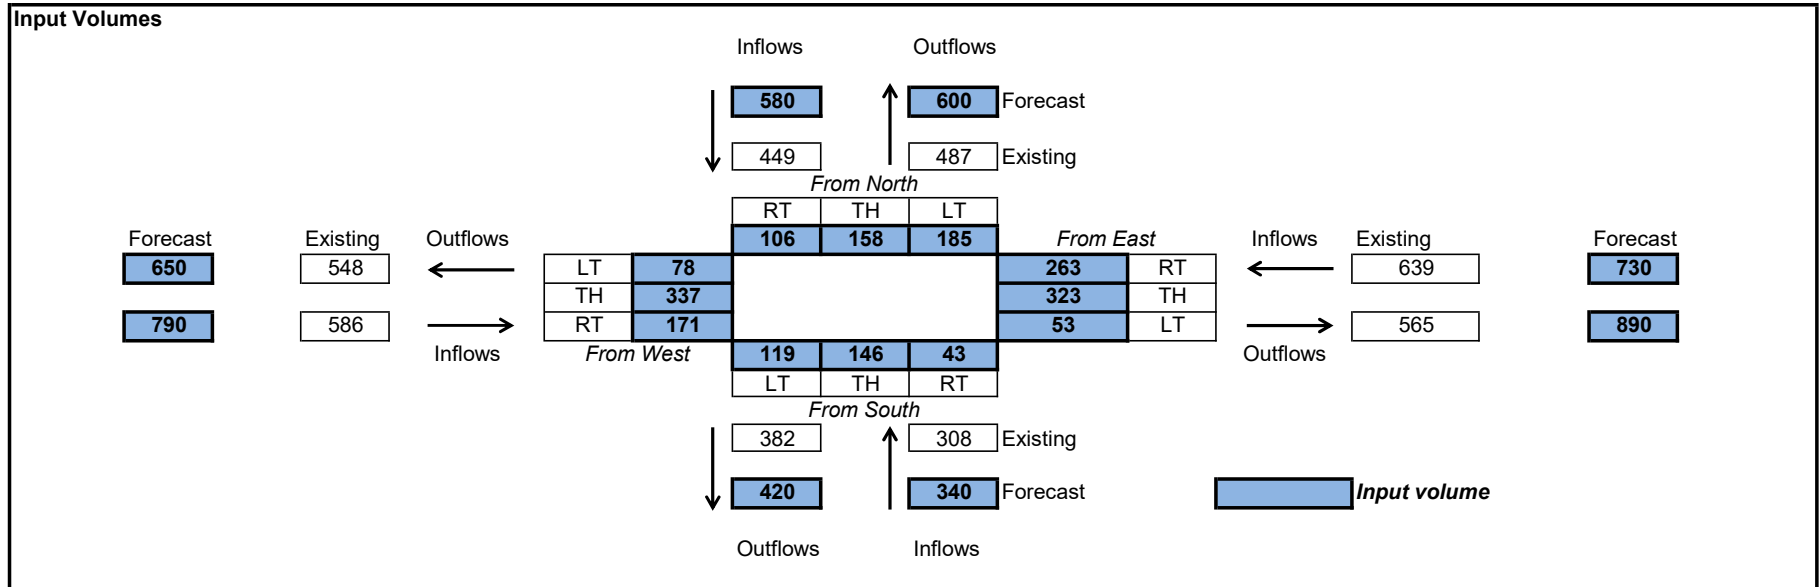 Input Volumes
Inflows Outflows
580 600 Forecast
449 487 Existing
From North
RT TH LT
Forecast Existing Outflows 106 158 185 From East Inflows Existing Forecast
650 548 LT 78 263 RT 639 730
TH 337 323 TH
790 586 RT 171 53 LT 565 890
Inflows From West 119 146 43 Outflows
LT TH RT
From South
382 308 Existing
420 340 Forecast Input volume
Outflows Inflows